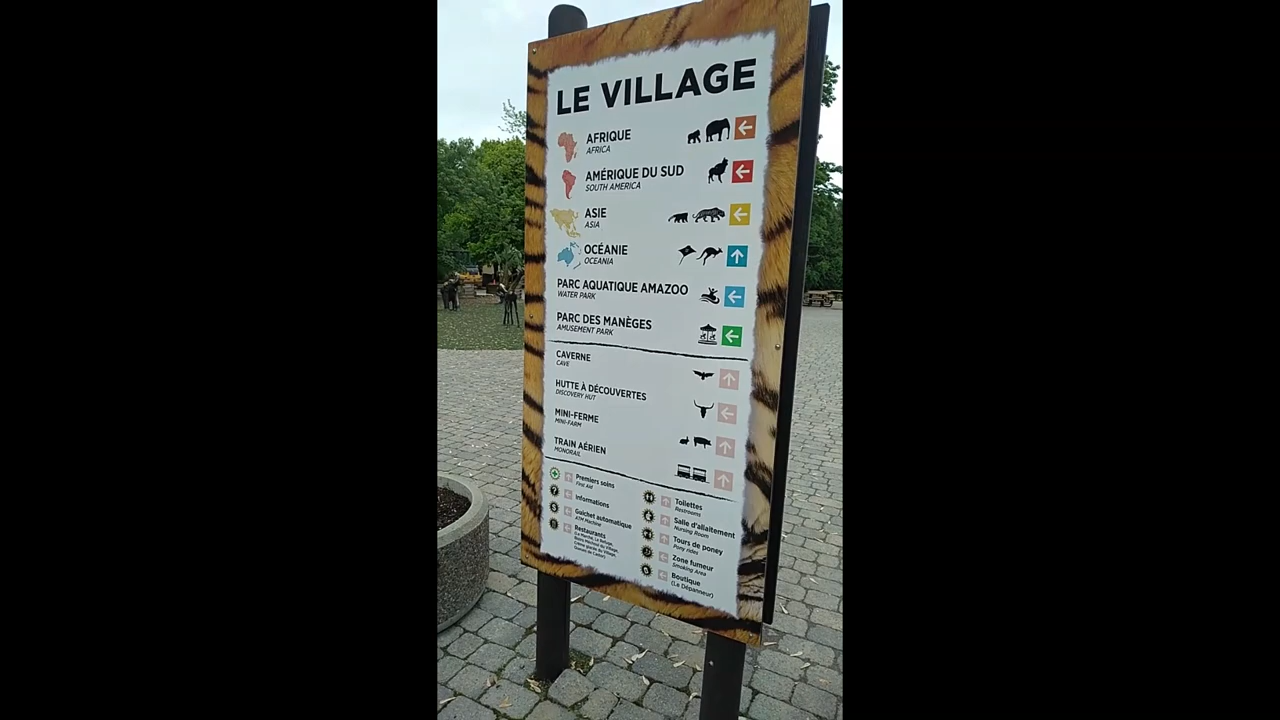 LE VILLAGE
AFRIQUE
AFRICA
AMÉRIQUE DU SUD
SOUTH AMERICA
ASIE
ASIA
OCÉANIE
OCEANIA
PARC AQUATIQUE AMAZOO
WATER PARK
PARC DES MANÈGES
AMUSEMENT PARK
CAVERNE
CAVE
HUTTE À DÉCOUVERTES
DISCOVERY HUT
MINI-FERME
MINI-FARM
TRAIN AÉRIEN
MONORAIL
Premiers soins
First Aid
Informations
Guichet automatique
ATM Machine
Restaurants
Toilettes
Restrooms
Salle d'allaitement
Nursing Room
Tours de poney
Pony rides
Zone fumeur
Smoking Area
Boutique
(Le Dépanneur)